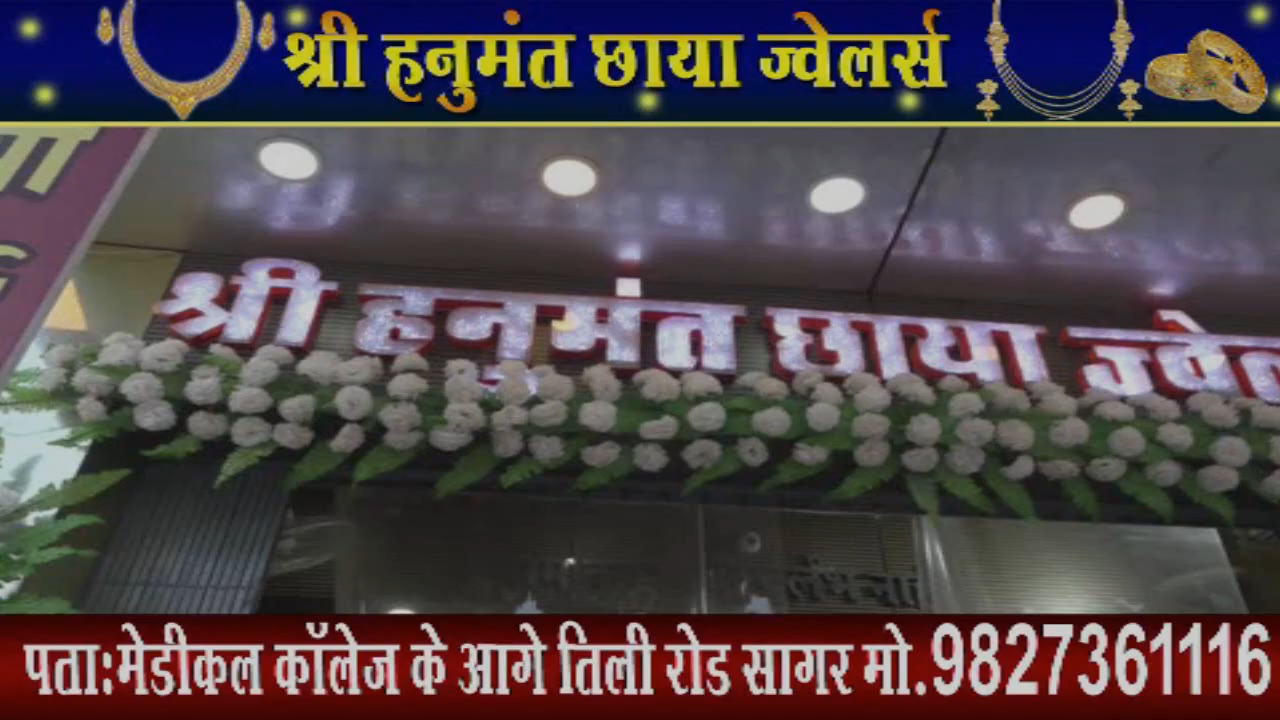 श्री हनुमंत छाया ज्वेलर्स
श्री हनुमंत छाया ज्वेल
पता:मेडीकल कॉलेज के आगे तिली रोड सागर मो.9827361116